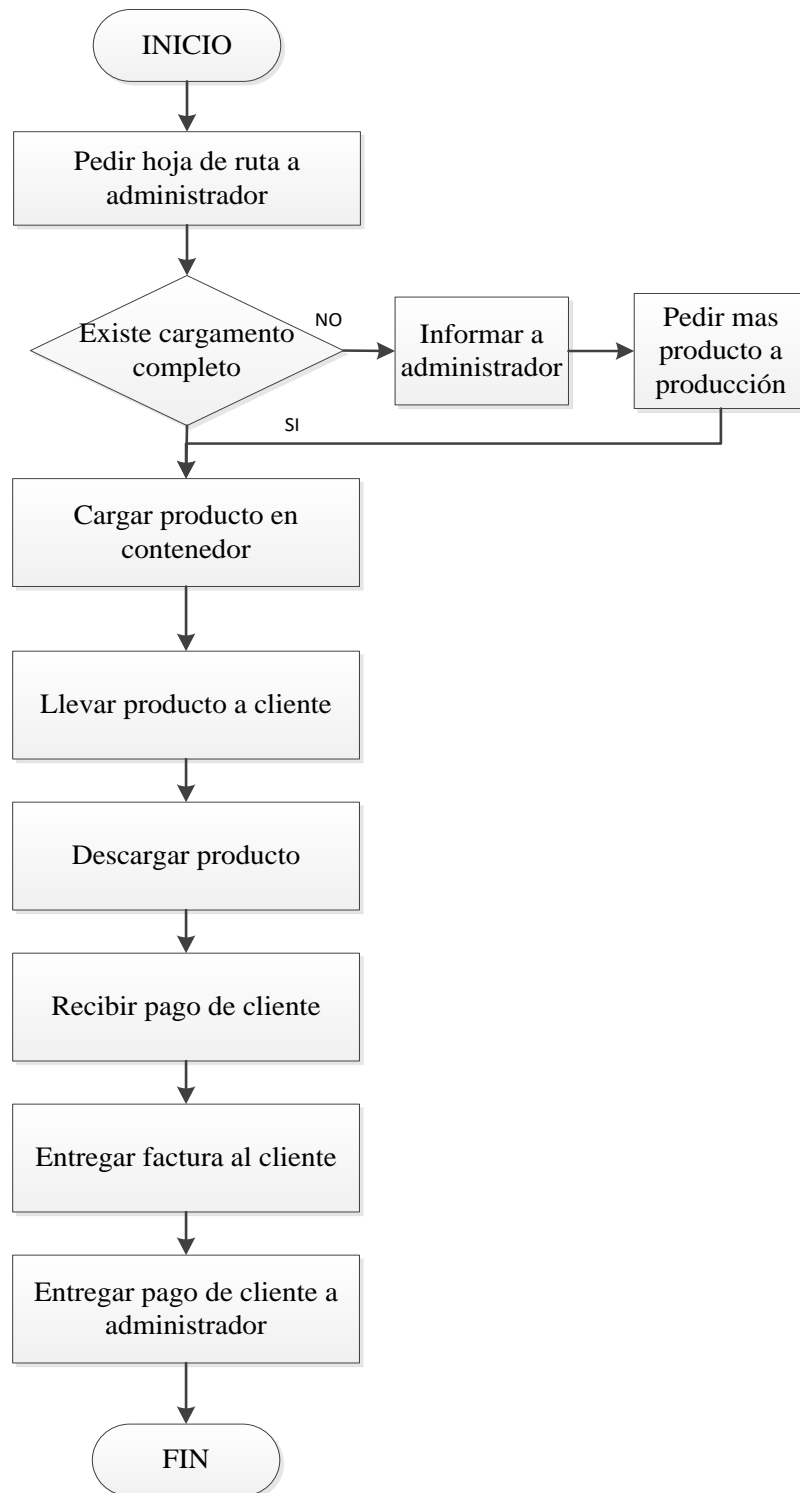 INICIO
Pedir hoja de ruta a
administrador
Existe cargamento
completo
NO
Informar a
administrador
Pedir mas
producto a
producción
SI
Cargar producto en
contenedor
Llevar producto a cliente
Descargar producto
Recibir pago de cliente
Entregar factura al cliente
Entregar pago de cliente a
administrador
FIN